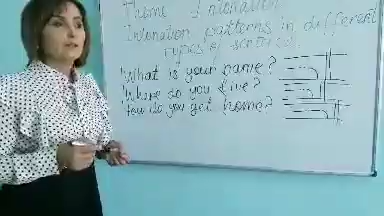 Theme: Intonation
Intonation patterns in different
types of sentences
What is your name?
Where do you live?
How do you get home?